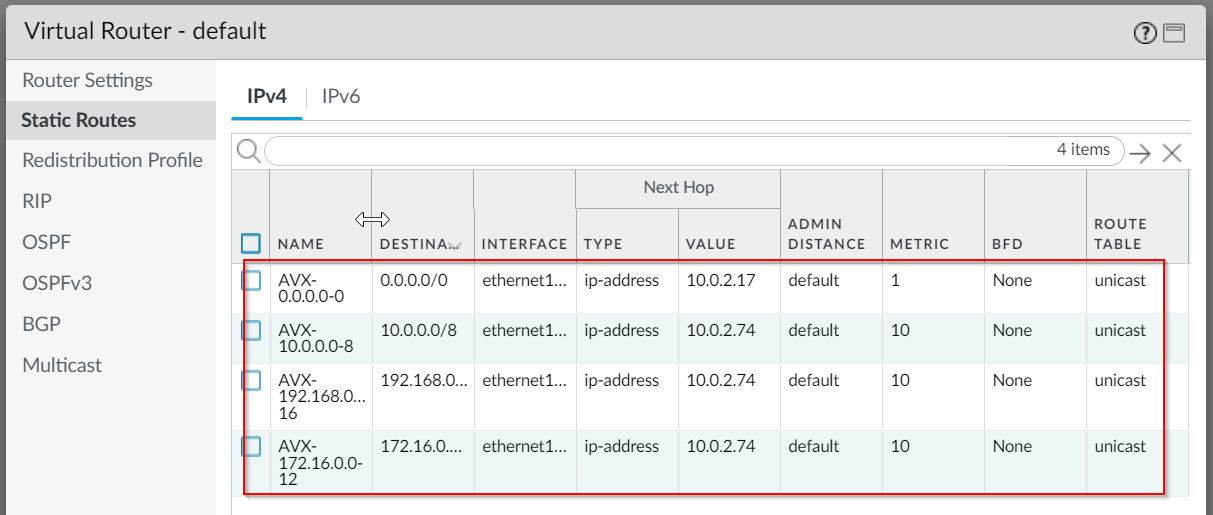 Virtual Router - default
Router Settings
Static Routes
Redistribution Profile
RIP
OSPF
OSPFv3
BGP
Multicast
IPv4 IPv6
4 items
Next Hop
NAME DESTINA... INTERFACE TYPE VALUE ADMIN DISTANCE METRIC BFD ROUTE TABLE
AVX-0.0.0.0-0 0.0.0.0/0 ethernet1... ip-address 10.0.2.17 default 1 None unicast
AVX-10.0.0.0-8 10.0.0.0/8 ethernet1... ip-address 10.0.2.74 default 10 None unicast
AVX-192.168.0...16 192.168.0... ethernet1... ip-address 10.0.2.74 default 10 None unicast
AVX-172.16.0.0-12 172.16.0.... ethernet1... ip-address 10.0.2.74 default 10 None unicast